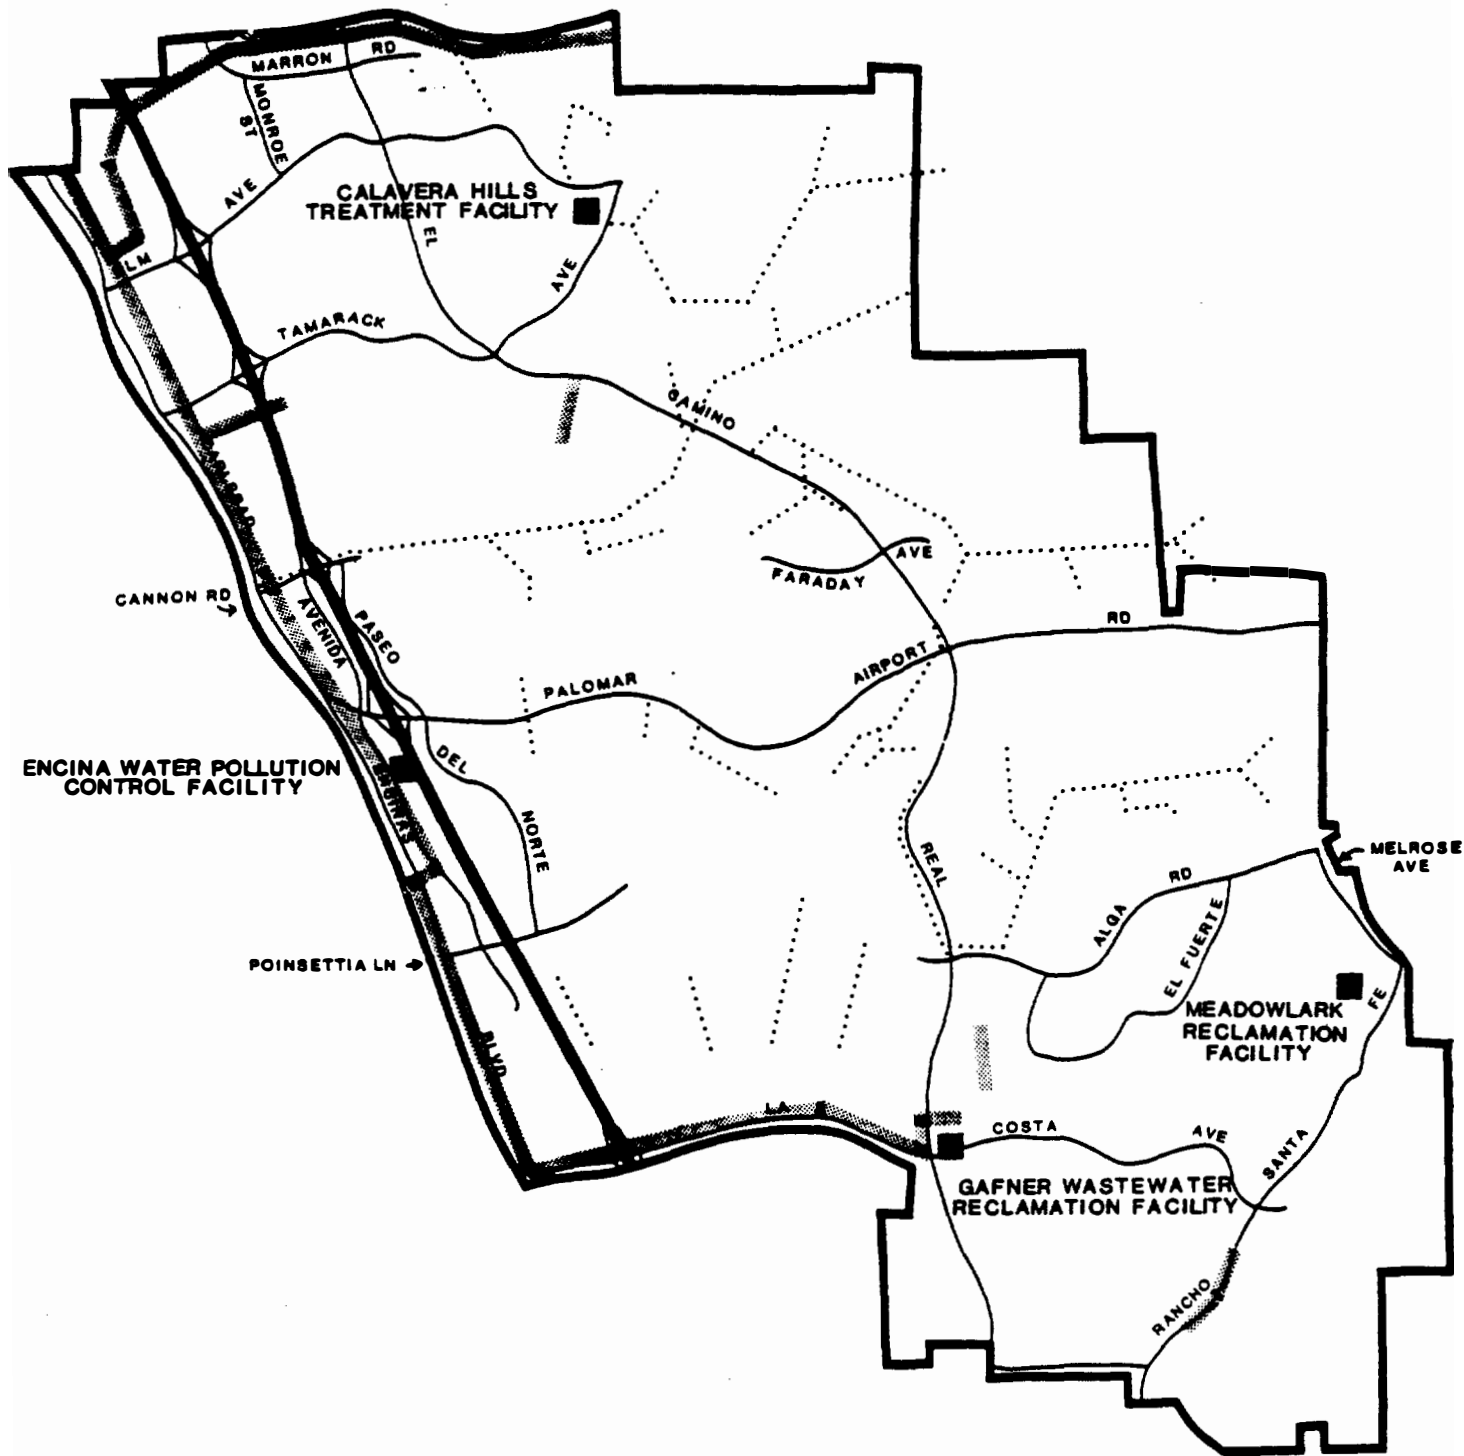 MARRON RD
MONROE
ST
AVE
CALAVERA HILLS
TREATMENT FACILITY
EL
AVE
LM
TAMARACK
CAMINO
CANNON RD
AVENIDA
PASEO
FARADAY AVE
PALOMAR AIRPORT RD
ENCINA WATER POLLUTION
CONTROL FACILITY
ENCINAS
DEL
NORTE
REAL
MELROSE
AVE
ALGA RD
EL FUERTE
POINSETTIA LN
BLVD
MEADOWLARK
RECLAMATION
FACILITY
FE
LA
COSTA AVE
SANTA
GAFNER WASTEWATER
RECLAMATION FACILITY
RANCHO